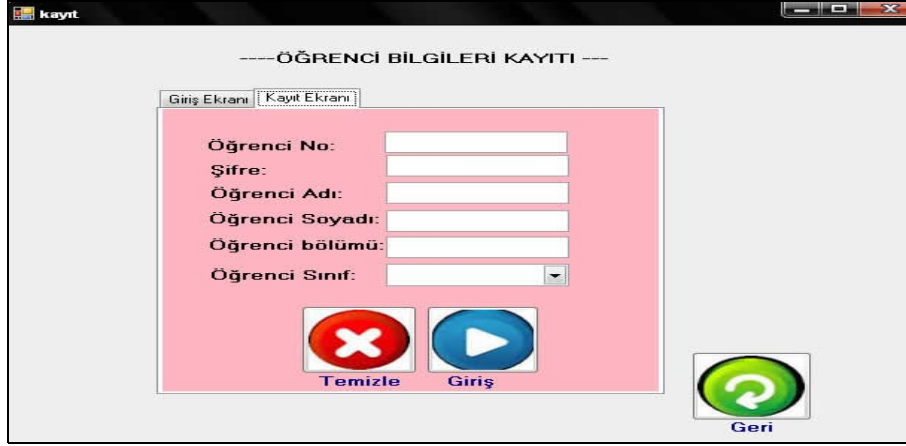 kayıt
----ÖĞRENCİ BİLGİLERİ KAYITI ---
Giriş Ekranı Kayıt Ekranı
Öğrenci No:
Şifre:
Öğrenci Adı:
Öğrenci Soyadı:
Öğrenci bölümü:
Öğrenci Sınıf:
Temizle Giriş
Geri